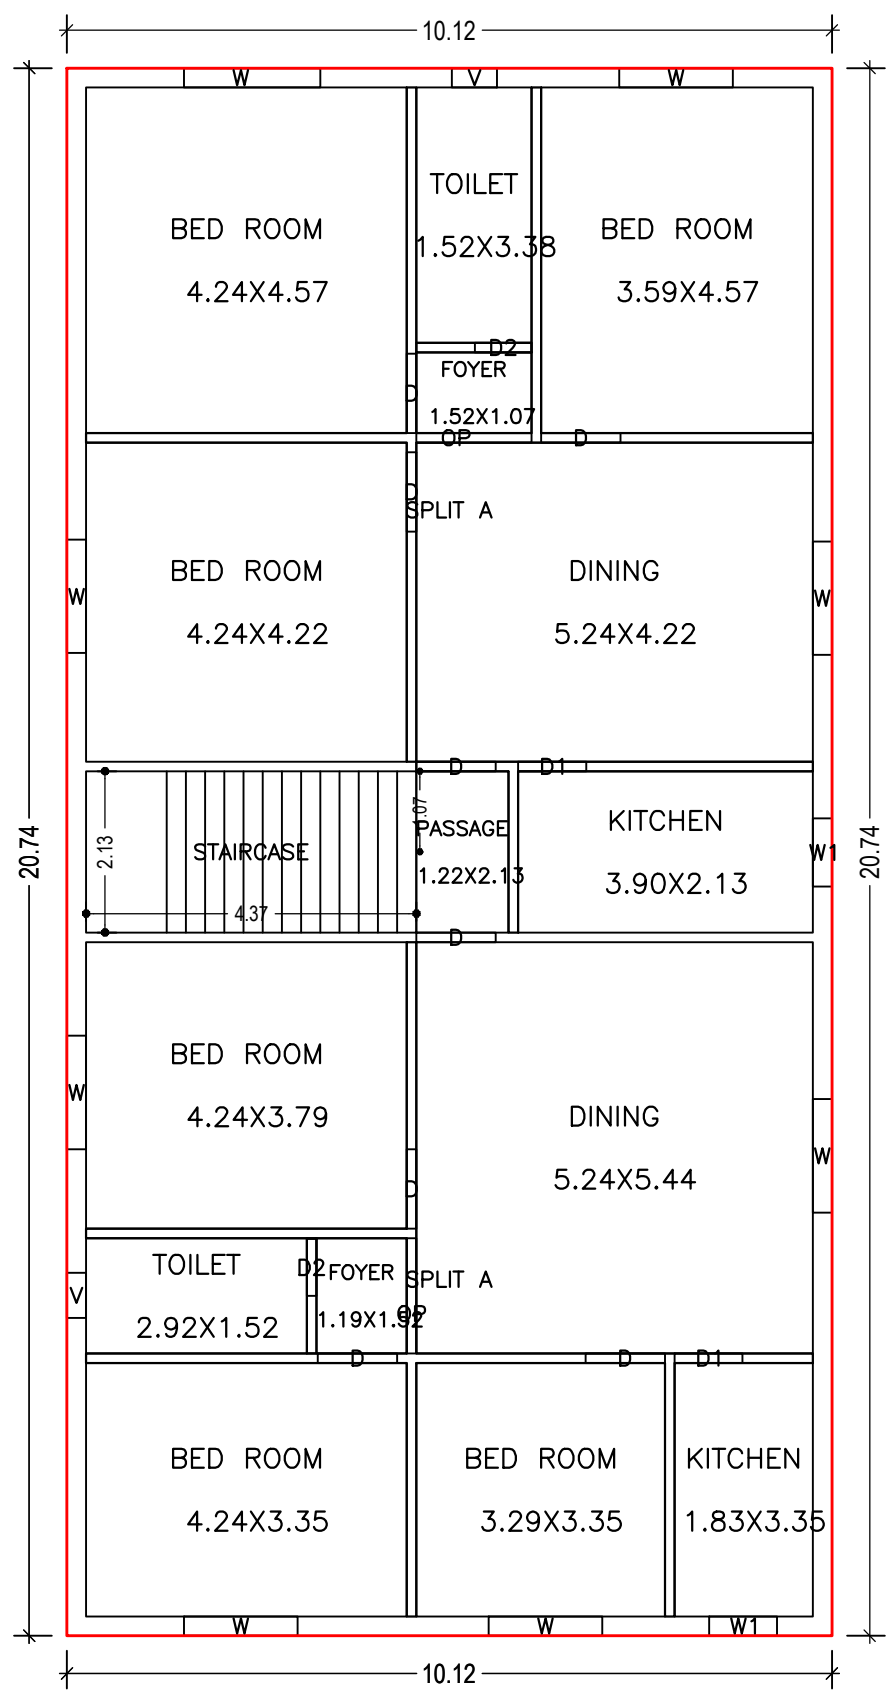 10.12
W
V
W
TOILET
1.52X3.38
BED ROOM
4.24X4.57
BED ROOM
3.59X4.57
D2
FOYER
D
1.52X1.07
OP
D
D
SPLIT A
BED ROOM
4.24X4.22
DINING
5.24X4.22
W
W
D
D1
20.74
2.13
STAIRCASE
4.37
1.07
PASSAGE
1.22X2.13
KITCHEN
3.90X2.13
W1
20.74
D
BED ROOM
4.24X3.79
W
DINING
5.24X5.44
W
D
TOILET
2.92X1.52
V
D2
FOYER
1.19X1.52
SPLIT A
OP
D
D
D1
BED ROOM
4.24X3.35
BED ROOM
3.29X3.35
KITCHEN
1.83X3.35
W
W
W1
10.12